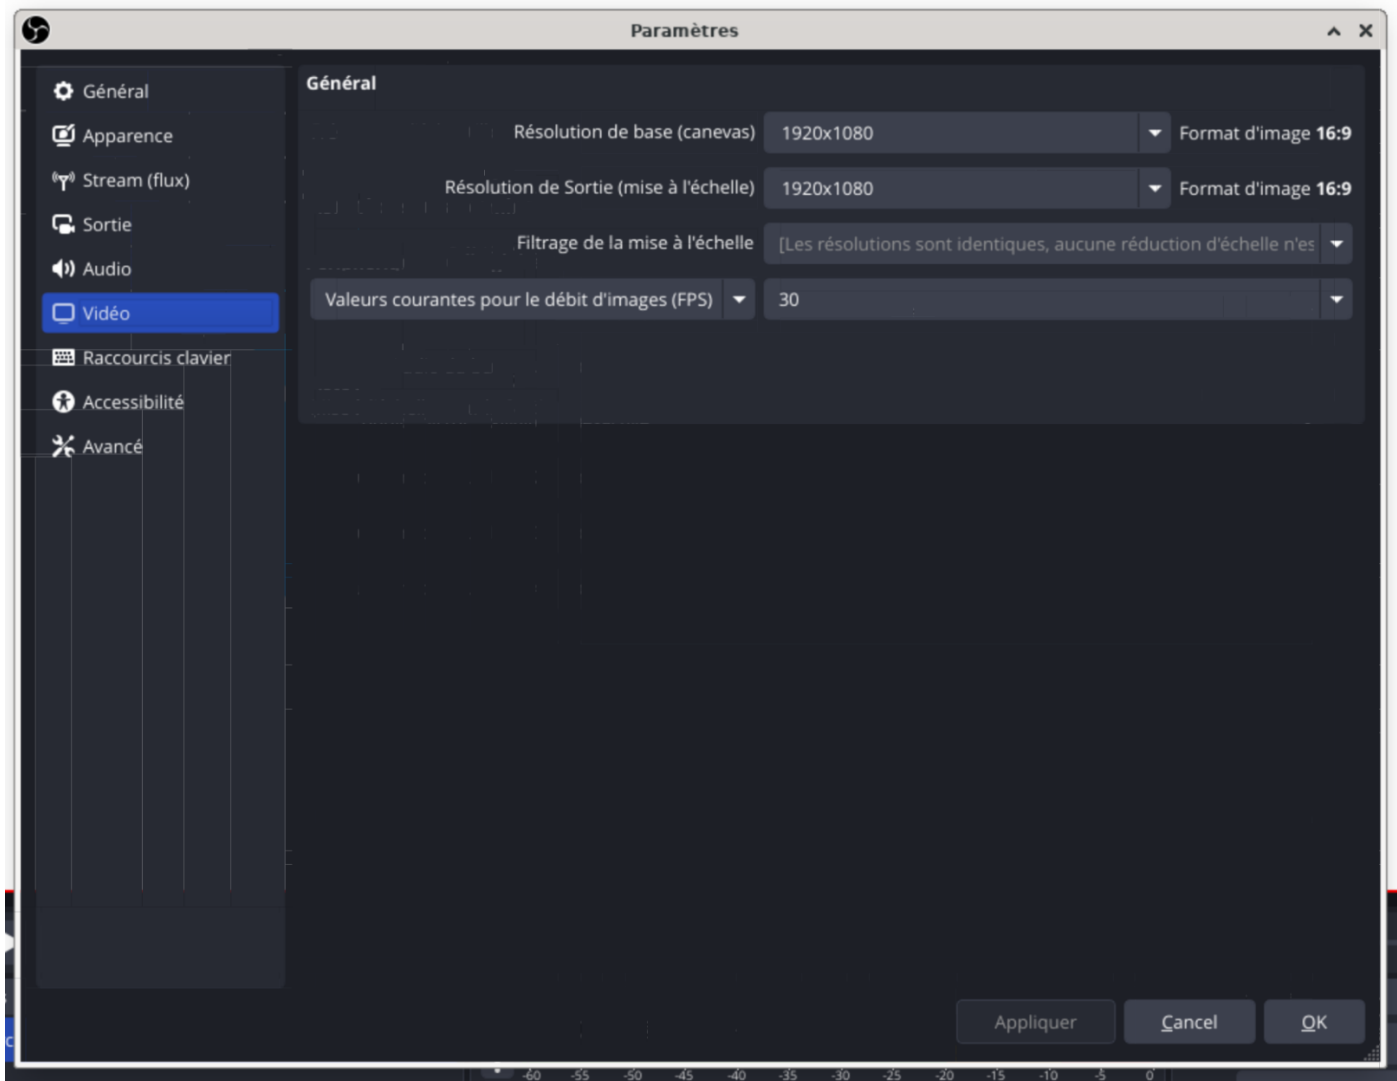 Paramètres
Général
Apparence
Stream (flux)
Sortie
Audio
Vidéo
Raccourcis clavier
Accessibilité
Avancé
Général
Résolution de base (canevas) 1920x1080 Format d'image 16:9
Résolution de Sortie (mise à l'échelle) 1920x1080 Format d'image 16:9
Filtrage de la mise à l'échelle [Les résolutions sont identiques, aucune réduction d'échelle n'es
Valeurs courantes pour le débit d'images (FPS) 30
Appliquer Cancel OK
-60 -55 -50 -45 -40 -35 -30 -25 -20 -15 -10 -5 0